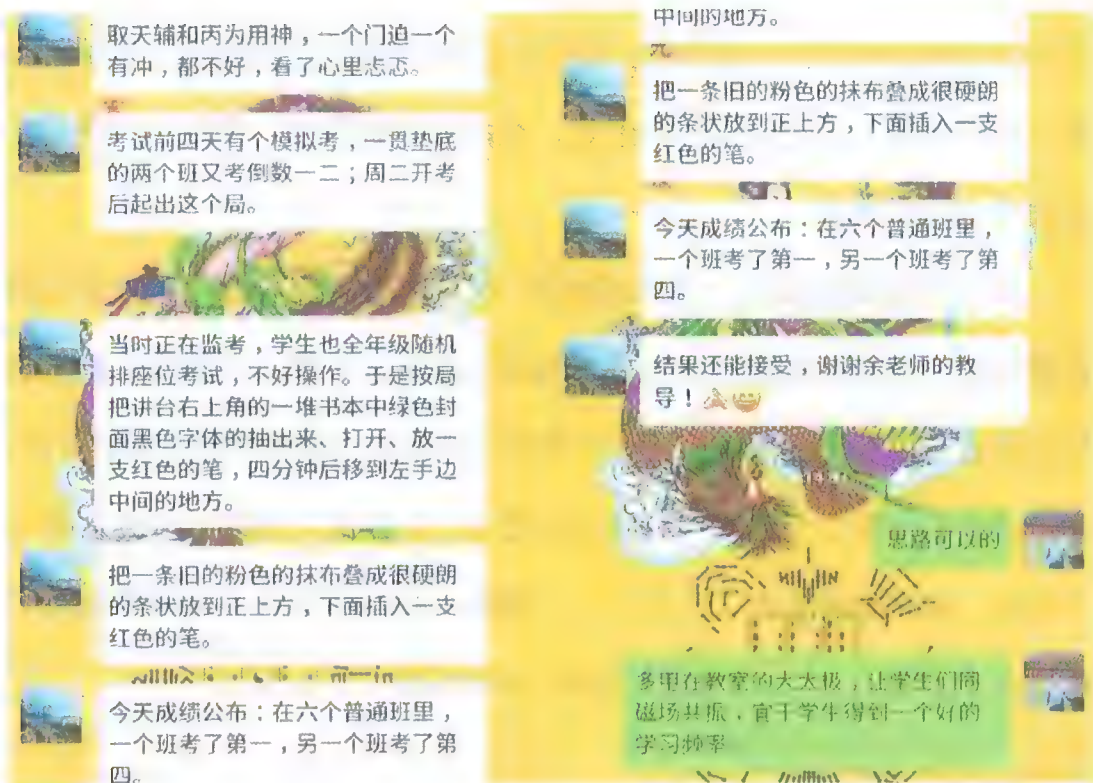 取天辅和丙为用神，一个门迫一个
有冲，都不好，看了心里忐忑。
考试前四天有个模拟考，一贯垫底
的两个班又考倒数一二；周二开考
后起出这个局。
当时正在监考，学生也全年级随机
排座位考试，不好操作。于是按局
把讲台右上角的一堆书本中绿色封
面黑色字体的抽出来、打开、放一
支红色的笔，四分钟后移到左手边
中间的地方。
把一条旧的粉色的抹布叠成很硬朗
的条状放到正上方，下面插入一支
红色的笔。
今天成绩公布：在六个普通班里，
一个班考了第一，另一个班考了第
四。
中间的地方。
把一条旧的粉色的抹布叠成很硬朗
的条状放到正上方，下面插入一支
红色的笔。
今天成绩公布：在六个普通班里，
一个班考了第一，另一个班考了第
四。
结果还能接受，谢谢余老师的教
导！🙏😁
思路可以的
多用在教室的大太极，让学生们同
磁场共振，宜于学生得到一个好的
学习频率